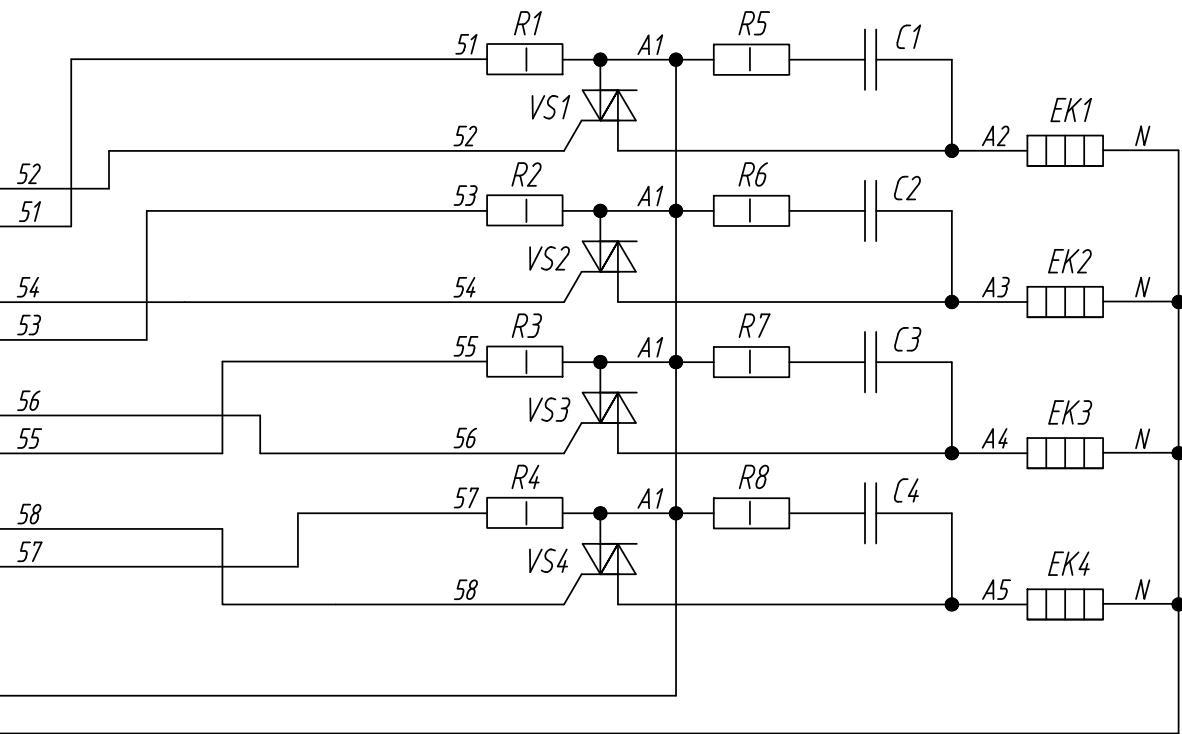 R1 R5 C1
51 A1
VS1 EK1
52 A2 N
52 R2 R6 C2
51 53 A1
VS2 EK2
54 54 A3 N
53 R3 R7 C3
55 A1
56 VS3 EK3
55 56 A4 N
R4 R8 C4
58 57 A1
57 VS4 EK4
58 A5 N